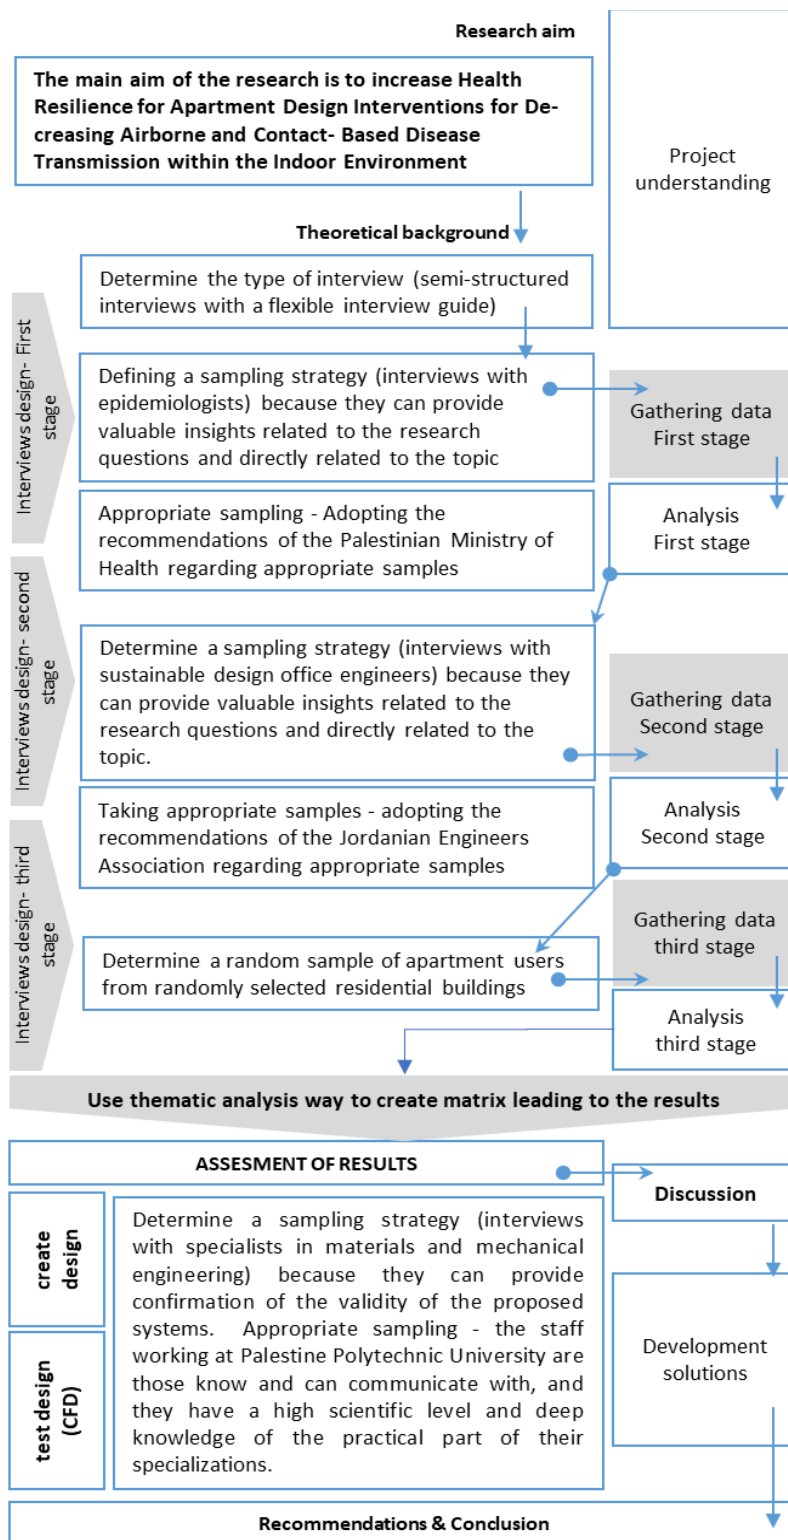 Research aim
The main aim of the research is to increase Health
Resilience for Apartment Design Interventions for De-
creasing Airborne and Contact- Based Disease
Transmission within the Indoor Environment
Project
understanding
Theoretical background
Determine the type of interview (semi-structured
interviews with a flexible interview guide)
Interviews design- First
stage
Defining a sampling strategy (interviews with
epidemiologists) because they can provide
valuable insights related to the research
questions and directly related to the topic
Gathering data
First stage
Appropriate sampling - Adopting the
recommendations of the Palestinian Ministry of
Health regarding appropriate samples
Analysis
First stage
Interviews design- second
stage
Determine a sampling strategy (interviews with
sustainable design office engineers) because they
can provide valuable insights related to the
research questions and directly related to the
topic.
Gathering data
Second stage
Taking appropriate samples - adopting the
recommendations of the Jordanian Engineers
Association regarding appropriate samples
Analysis
Second stage
Interviews design- third
stage
Determine a random sample of apartment users
from randomly selected residential buildings
Gathering data
third stage
Analysis
third stage
Use thematic analysis way to create matrix leading to the results
ASSESMENT OF RESULTS
Discussion
create
design
test design
(CFD)
Determine a sampling strategy (interviews
with specialists in materials and mechanical
engineering) because they can provide
confirmation of the validity of the proposed
systems. Appropriate sampling - the staff
working at Palestine Polytechnic University are
those know and can communicate with, and
they have a high scientific level and deep
knowledge of the practical part of their
specializations.
Development
solutions
Recommendations & Conclusion